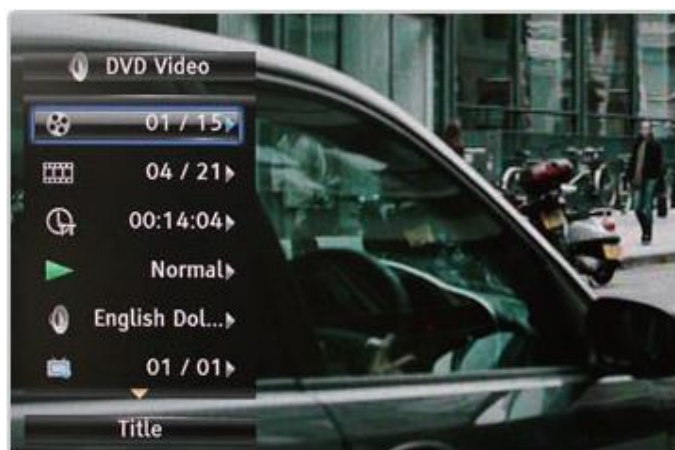 DVD Video
01 / 15
04 / 21
00:14:04
Normal
English Dol...
01 / 01
Title